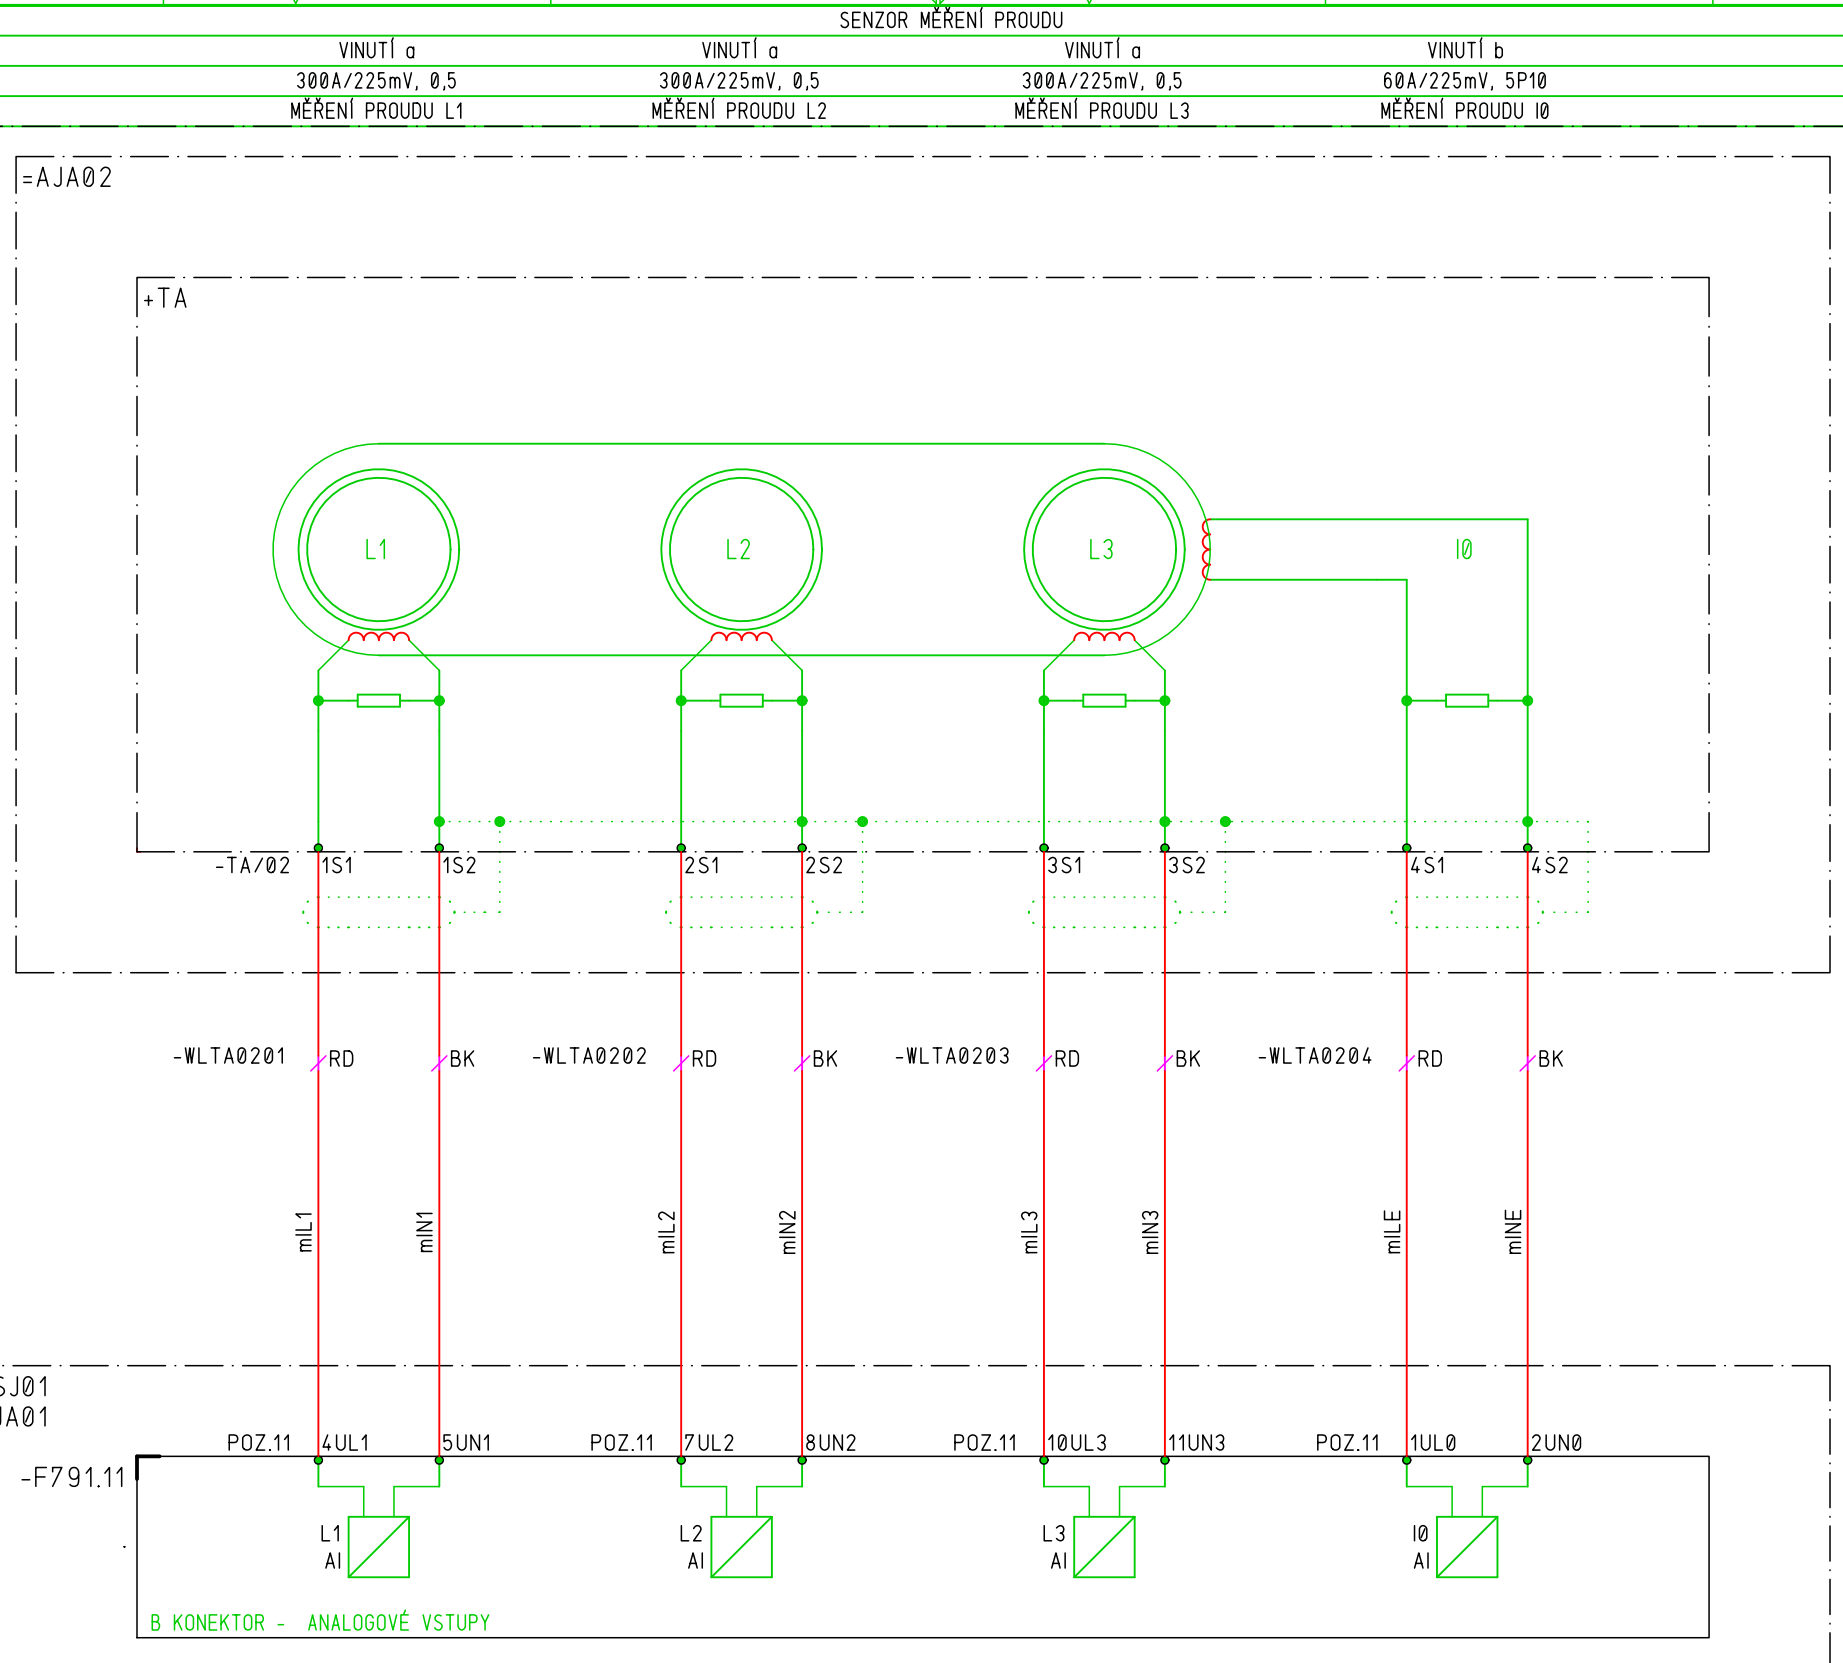 SENZOR MĚŘENÍ PROUDU
VINUTÍ a VINUTÍ a VINUTÍ a VINUTÍ b
300A/225mV, 0,5 300A/225mV, 0,5 300A/225mV, 0,5 60A/225mV, 5P10
MĚŘENÍ PROUDU L1 MĚŘENÍ PROUDU L2 MĚŘENÍ PROUDU L3 MĚŘENÍ PROUDU I0
=AJA02
+TA
L1 L2 L3 I0
-TA/02 1S1 1S2 2S1 2S2 3S1 3S2 4S1 4S2
-WLTA0201 RD BK -WLTA0202 RD BK -WLTA0203 RD BK -WLTA0204 RD BK
mIL1 mIN1 mIL2 mIN2 mIL3 mIN3 mILE mINE
SJ01
JA01
POZ.11 4UL1 5UN1 POZ.11 7UL2 8UN2 POZ.11 10UL3 11UN3 POZ.11 1UL0 2UN0
-F791.11
L1 L2 L3 I0
AI AI AI AI
B KONEKTOR - ANALOGOVÉ VSTUPY